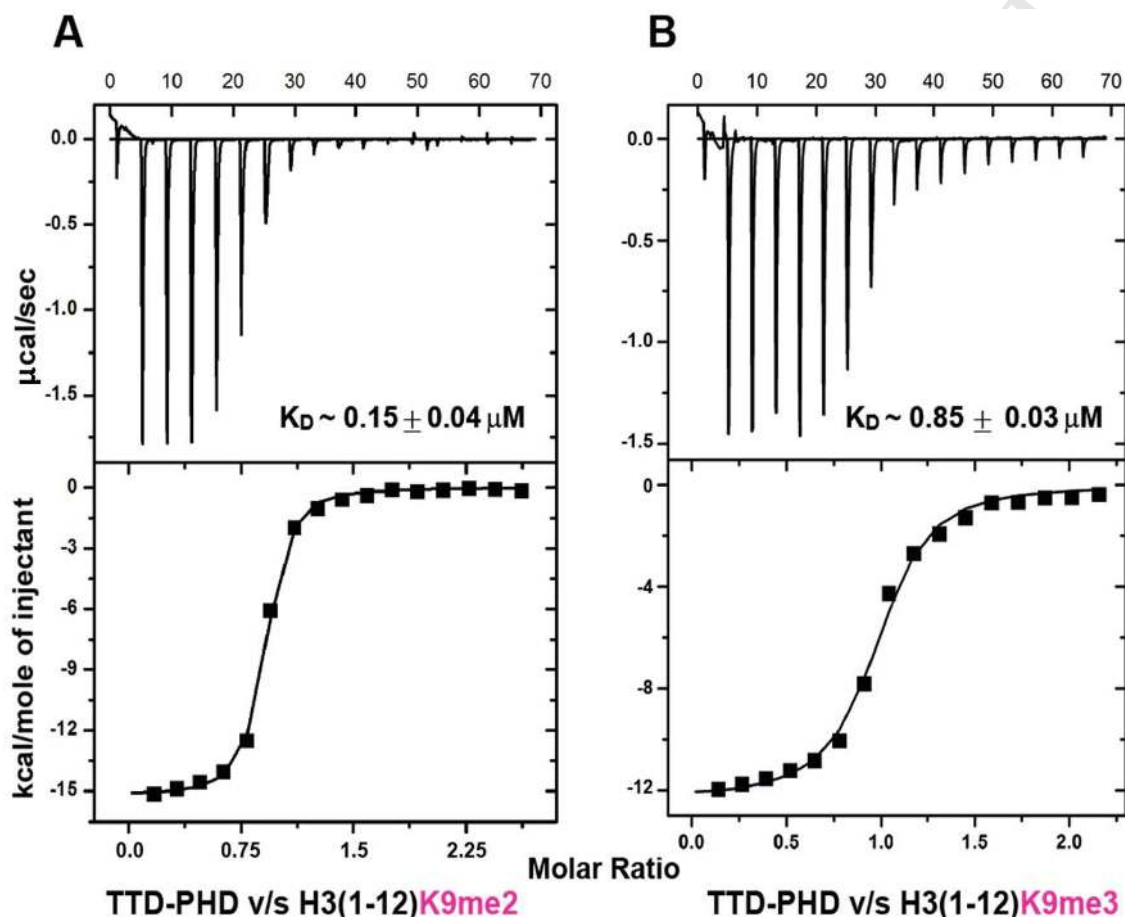 A
B
0 10 20 30 40 50 60 70
0 10 20 30 40 50 60 70
0.0
-0.5
-1.0
-1.5
µcal/sec
K_D ~ 0.15 ± 0.04 µM
0.0
-0.5
-1.0
-1.5
K_D ~ 0.85 ± 0.03 µM
0
-3
-6
-9
-12
-15
kcal/mole of injectant
0
-4
-8
-12
0.0 0.75 1.5 2.25
0.0 0.5 1.0 1.5 2.0
Molar Ratio
TTD-PHD v/s H3(1-12)K9me2
TTD-PHD v/s H3(1-12)K9me3